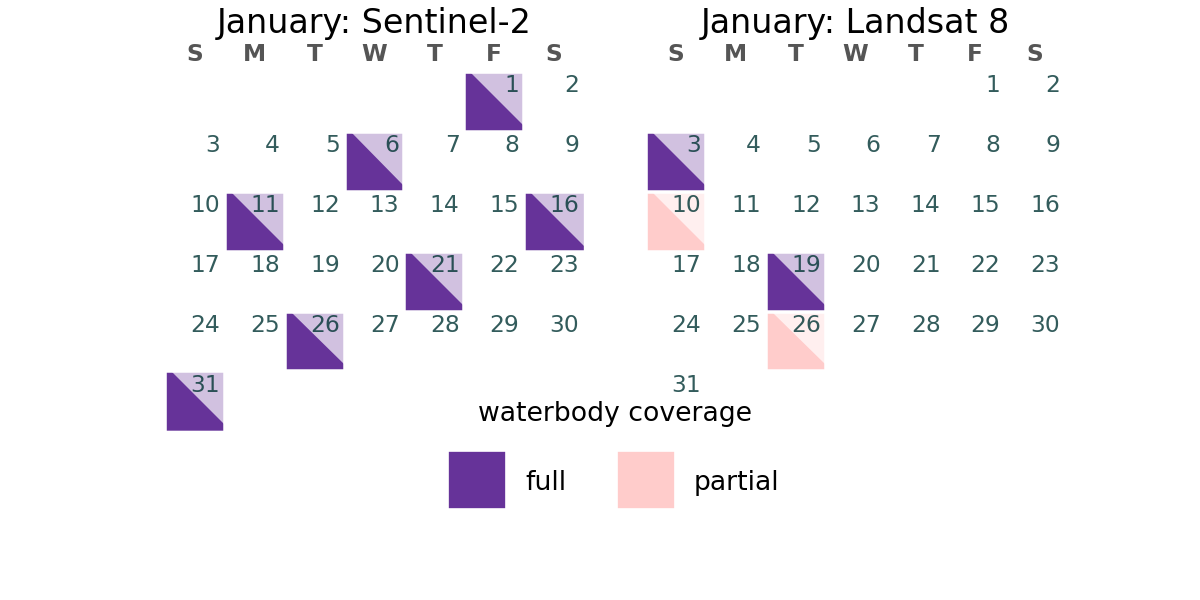 January: Sentinel-2
S M T W T F S
1 2
3 4 5 6 7 8 9
10 11 12 13 14 15 16
17 18 19 20 21 22 23
24 25 26 27 28 29 30
31
January: Landsat 8
S M T W T F S
1 2
3 4 5 6 7 8 9
10 11 12 13 14 15 16
17 18 19 20 21 22 23
24 25 26 27 28 29 30
31
waterbody coverage
full partial